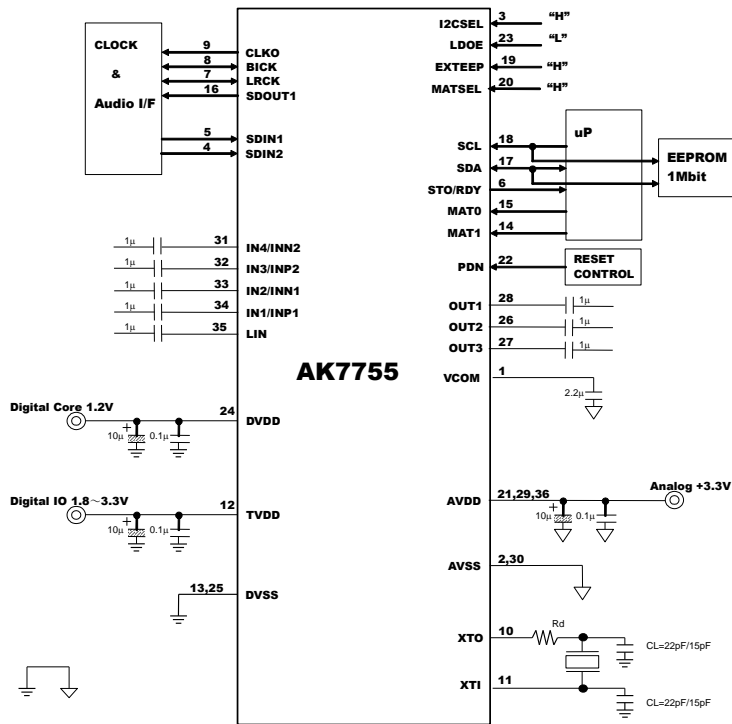 CLOCK
&
Audio I/F
9 CLKO
8 BICK
7 LRCK
16 SDOUT1
5 SDIN1
4 SDIN2
1μ 31 IN4/INN2
1μ 32 IN3/INP2
1μ 33 IN2/INN1
1μ 34 IN1/INP1
1μ 35 LIN
Digital Core 1.2V
24 DVDD
+
10μ 0.1μ
Digital IO 1.8~3.3V
12 TVDD
+
10μ 0.1μ
13,25 DVSS
AK7755
I2CSEL 3 “H”
LDOE 23 “L”
EXTEEP 19 “H”
MATSEL 20 “H”
uP
SCL 18
SDA 17
STO/RDY 6
MAT0 15
MAT1 14
EEPROM
1Mbit
PDN 22
RESET
CONTROL
OUT1 28 1μ
OUT2 26 1μ
OUT3 27 1μ
VCOM 1
2.2μ
AVDD 21,29,36
Analog +3.3V
+
10μ 0.1μ
AVSS 2,30
XTO 10 Rd
CL=22pF/15pF
XTI 11
CL=22pF/15pF